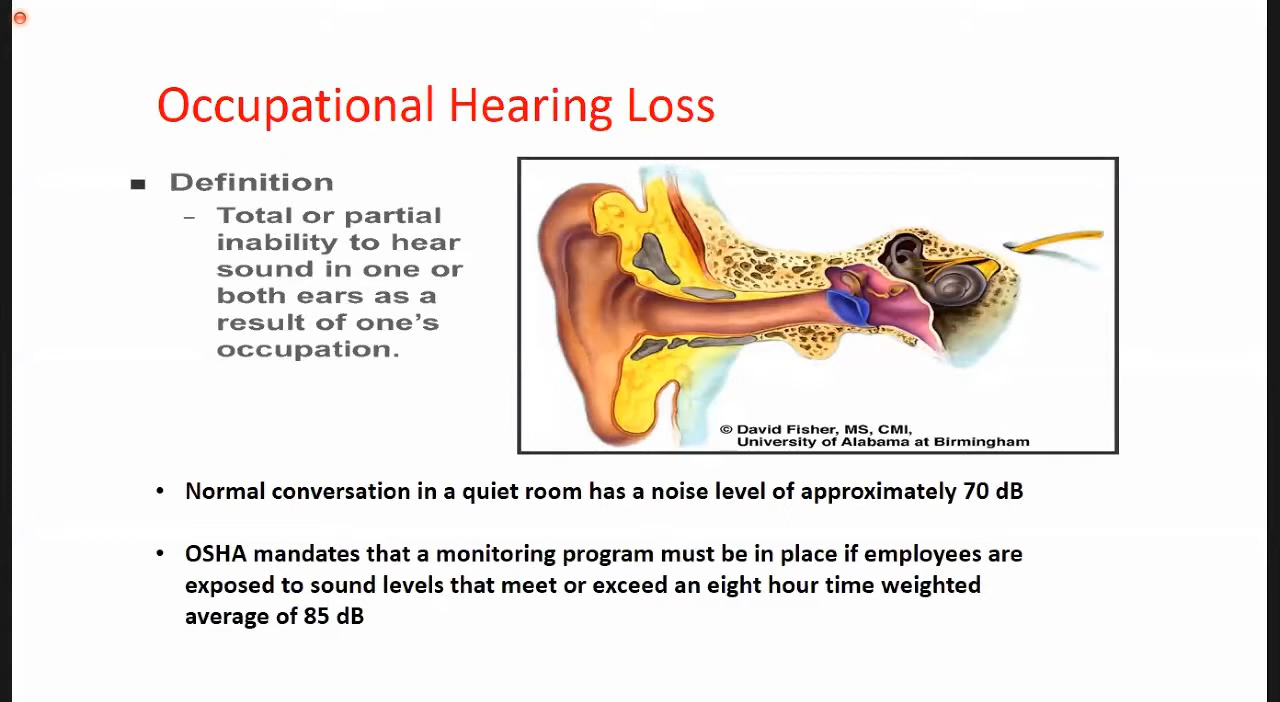 Occupational Hearing Loss
■ Definition
– Total or partial
inability to hear
sound in one or
both ears as a
result of one’s
occupation.
© David Fisher, MS, CMI,
University of Alabama at Birmingham
• Normal conversation in a quiet room has a noise level of approximately 70 dB
• OSHA mandates that a monitoring program must be in place if employees are
exposed to sound levels that meet or exceed an eight hour time weighted
average of 85 dB